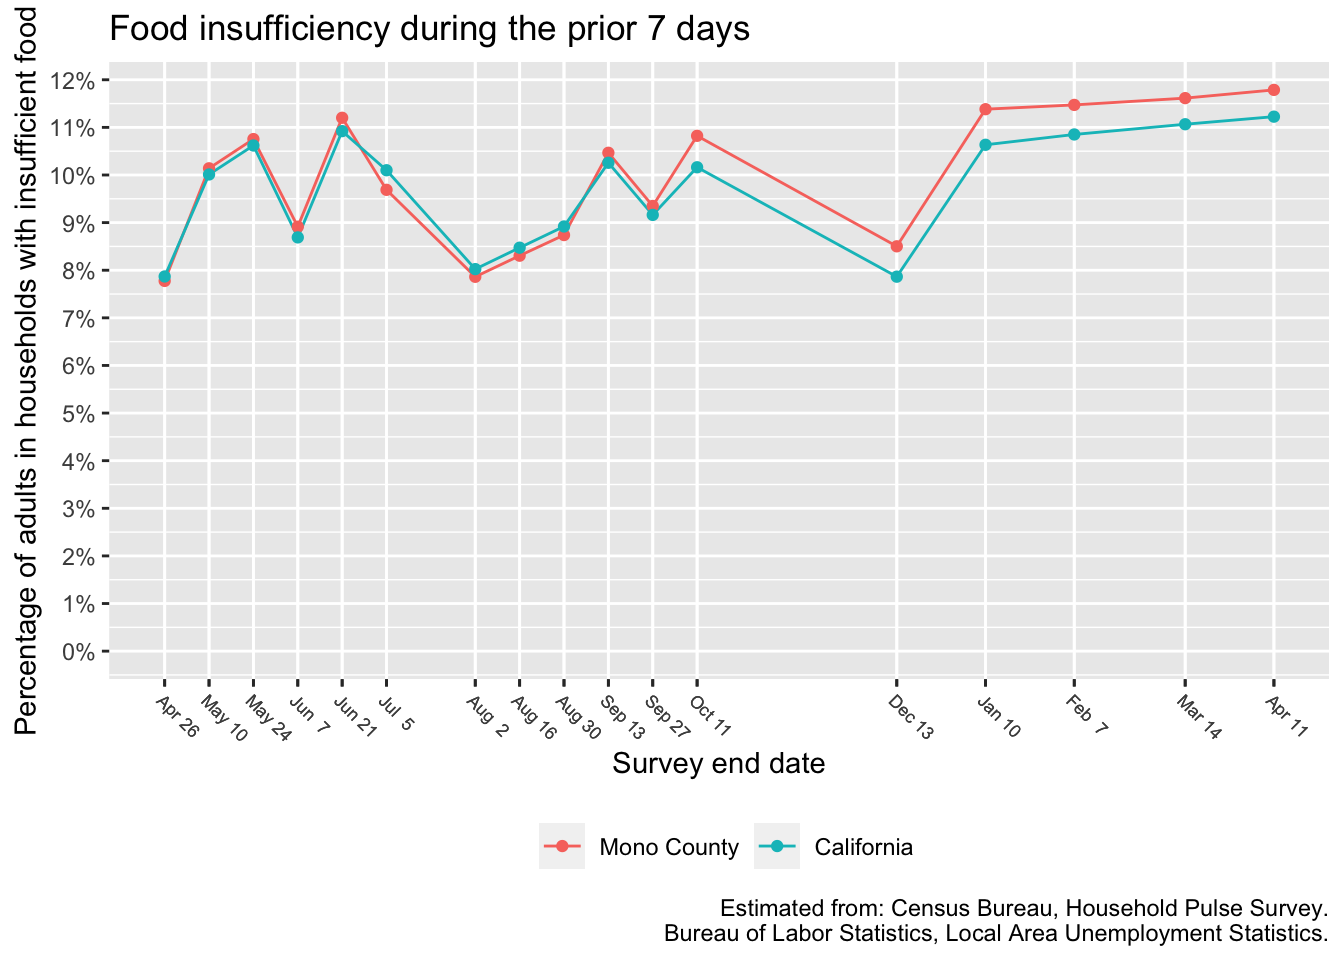 Food insufficiency during the prior 7 days
Percentage of adults in households with insufficient food
12%
11%
10%
9%
8%
7%
6%
5%
4%
3%
2%
1%
0%
Apr 26
May 10
May 24
Jun 7
Jun 21
Jul 5
Aug 2
Aug 16
Aug 30
Sep 13
Sep 27
Oct 11
Dec 13
Jan 10
Feb 7
Mar 14
Apr 11
Survey end date
Mono County
California
Estimated from: Census Bureau, Household Pulse Survey.
Bureau of Labor Statistics, Local Area Unemployment Statistics.